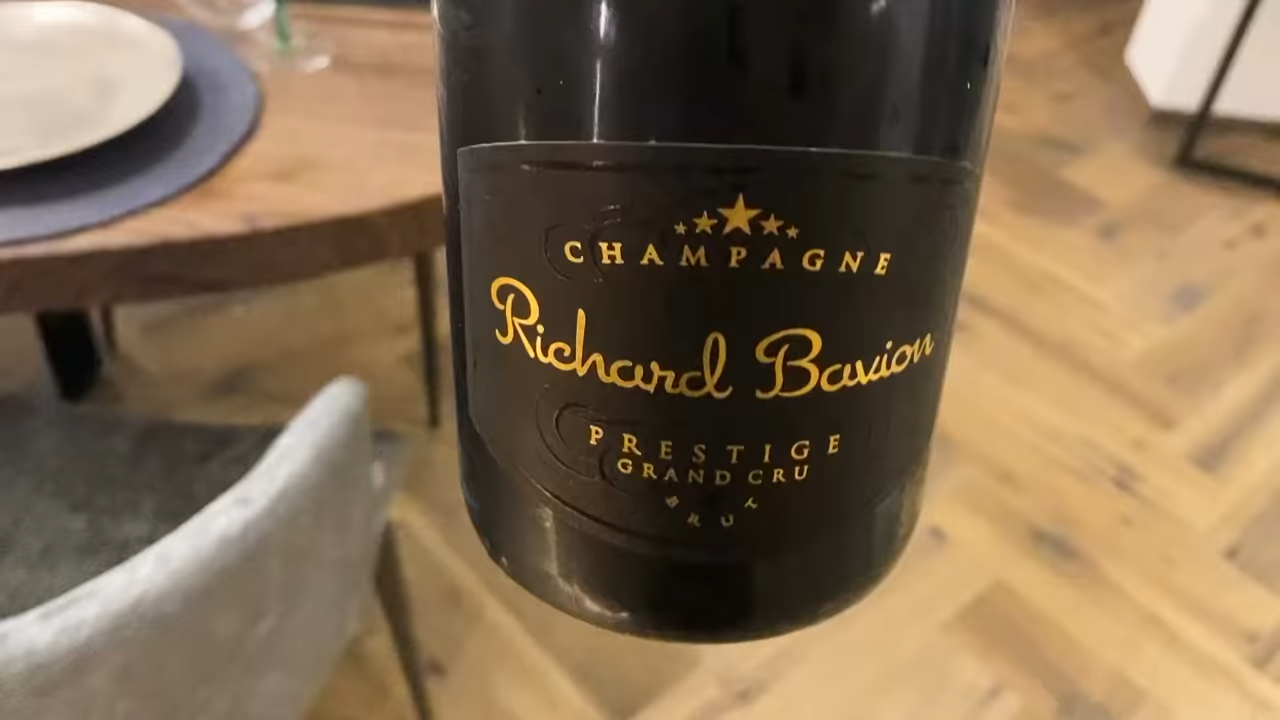 CHAMPAGNE
Richard Bavion
PRESTIGE
GRAND CRU
BRUT